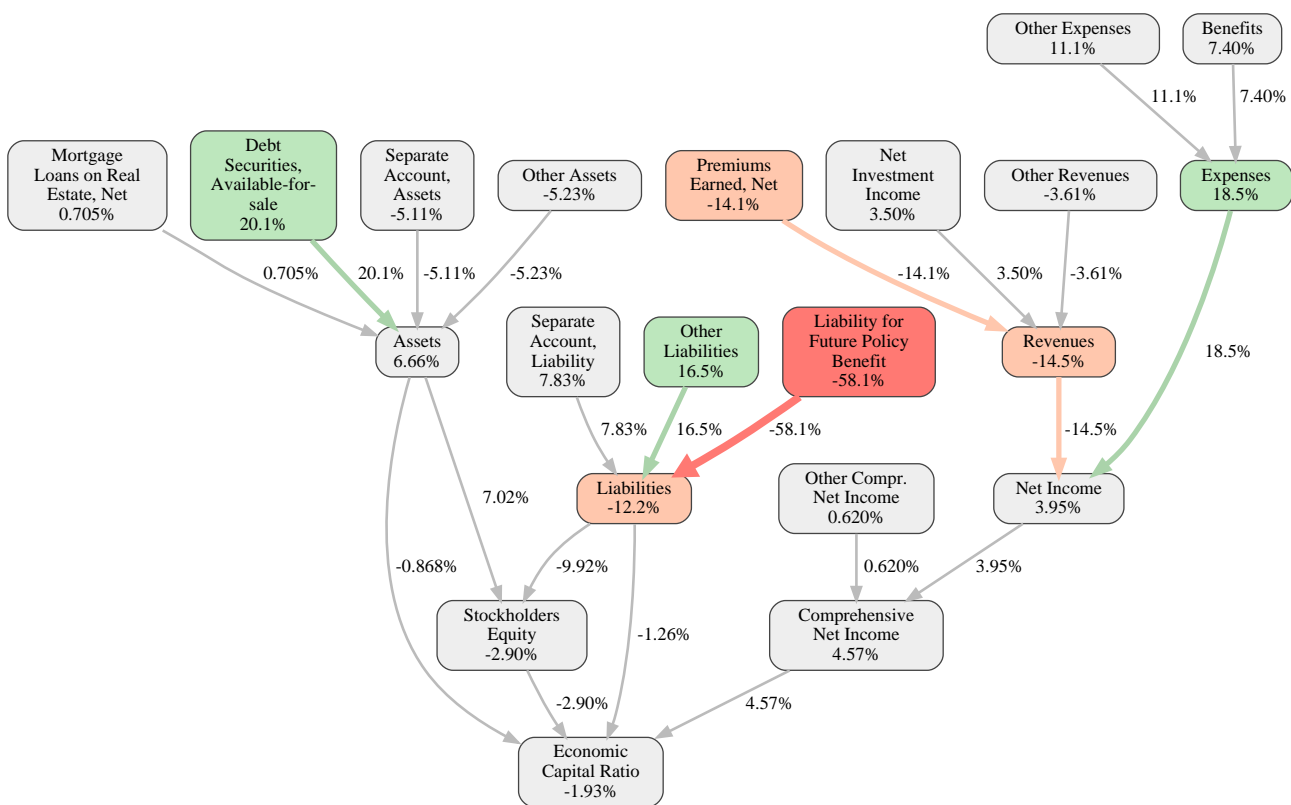 Other Expenses
11.1%
Benefits
7.40%
11.1%
7.40%
Mortgage
Loans on Real
Estate, Net
0.705%
Debt
Securities,
Available-for-
sale
20.1%
Separate
Account,
Assets
-5.11%
Other Assets
-5.23%
Premiums
Earned, Net
-14.1%
Net
Investment
Income
3.50%
Other Revenues
-3.61%
Expenses
18.5%
0.705%
20.1%
-5.11%
-5.23%
-14.1%
3.50%
-3.61%
18.5%
Assets
6.66%
Separate
Account,
Liability
7.83%
Other
Liabilities
16.5%
Liability for
Future Policy
Benefit
-58.1%
Revenues
-14.5%
7.83%
16.5%
-58.1%
-14.5%
7.02%
Liabilities
-12.2%
Other Compr.
Net Income
0.620%
Net Income
3.95%
-0.868%
-9.92%
-1.26%
0.620%
3.95%
Stockholders
Equity
-2.90%
Comprehensive
Net Income
4.57%
-2.90%
4.57%
Economic
Capital Ratio
-1.93%